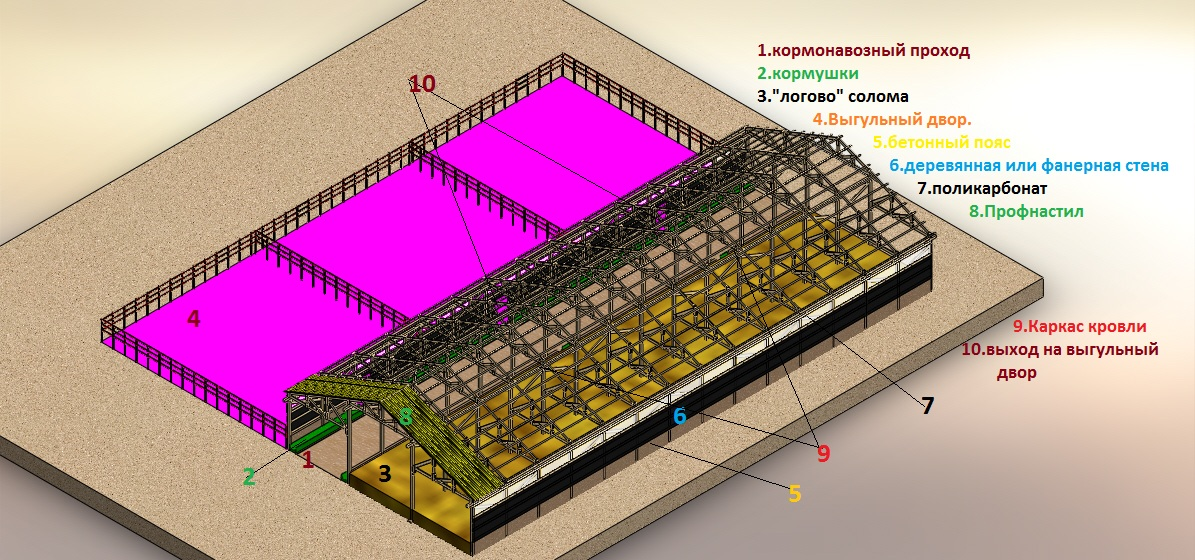 1.кормонавозный проход
2.кормушки
3."логово" солома
4.Выгульный двор.
5.бетонный пояс
6.деревянная или фанерная стена
7.поликарбонат
8.Профнастил
9.Каркас кровли
10.выход на выгульный
двор
10
4
8
6
7
2
1
3
9
5